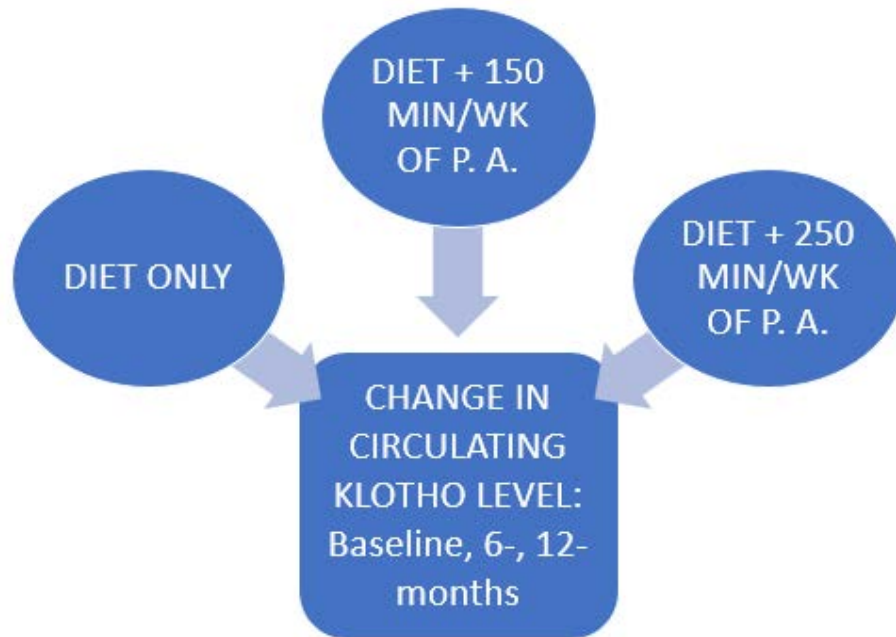 DIET + 150
MIN/WK
OF P. A.
DIET ONLY
DIET + 250
MIN/WK
OF P. A.
CHANGE IN
CIRCULATING
KLOTHO LEVEL:
Baseline, 6-, 12-
months